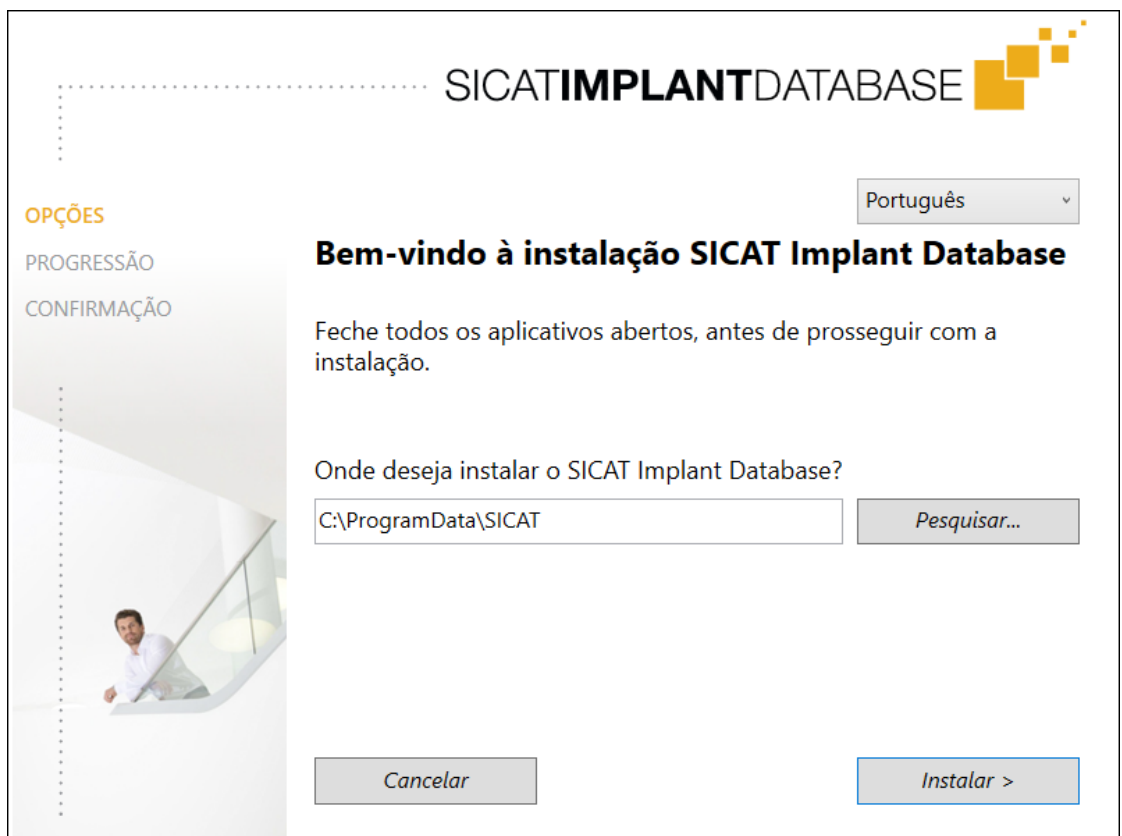 SICATIMPLANTDATABASE
Português
OPÇÕES
PROGRESSÃO
CONFIRMAÇÃO
Bem-vindo à instalação SICAT Implant Database
Feche todos os aplicativos abertos, antes de prosseguir com a
instalação.
Onde deseja instalar o SICAT Implant Database?
C:\ProgramData\SICAT
Pesquisar...
Cancelar
Instalar >